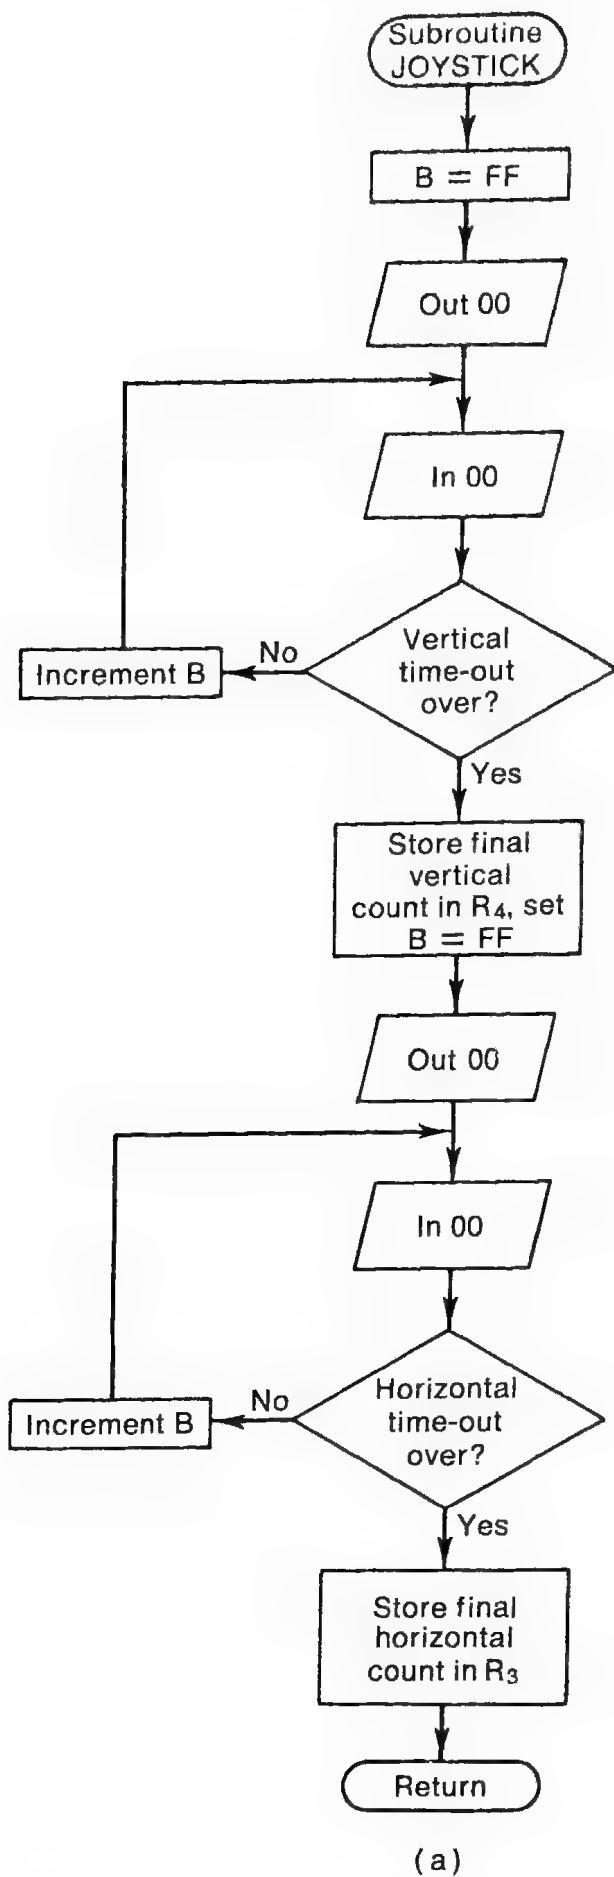 Subroutine
JOYSTICK
B = FF
Out 00
In 00
Vertical
time-out
over?
No
Increment B
Yes
Store final
vertical
count in R₄, set
B = FF
Out 00
In 00
Horizontal
time-out
over?
No
Increment B
Yes
Store final
horizontal
count in R₃
Return
(a)